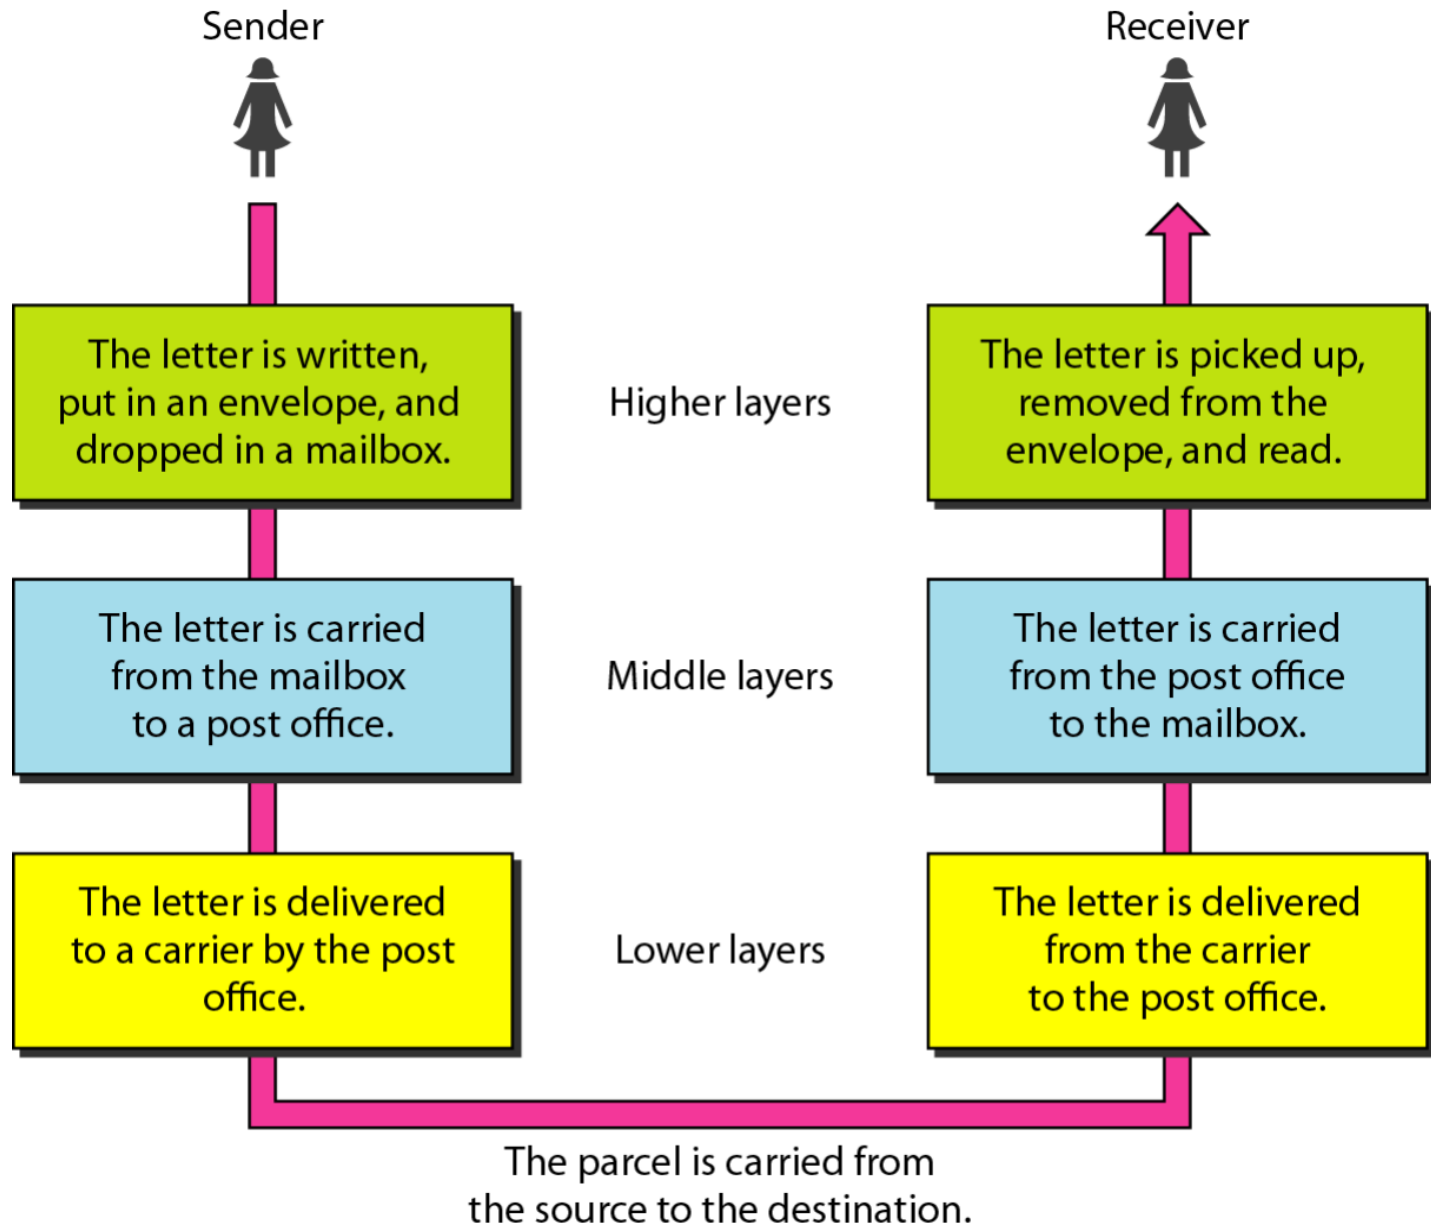 Sender
Receiver
The letter is written,
put in an envelope, and
dropped in a mailbox.
Higher layers
The letter is picked up,
removed from the
envelope, and read.
The letter is carried
from the mailbox
to a post office.
Middle layers
The letter is carried
from the post office
to the mailbox.
The letter is delivered
to a carrier by the post
office.
Lower layers
The letter is delivered
from the carrier
to the post office.
The parcel is carried from
the source to the destination.